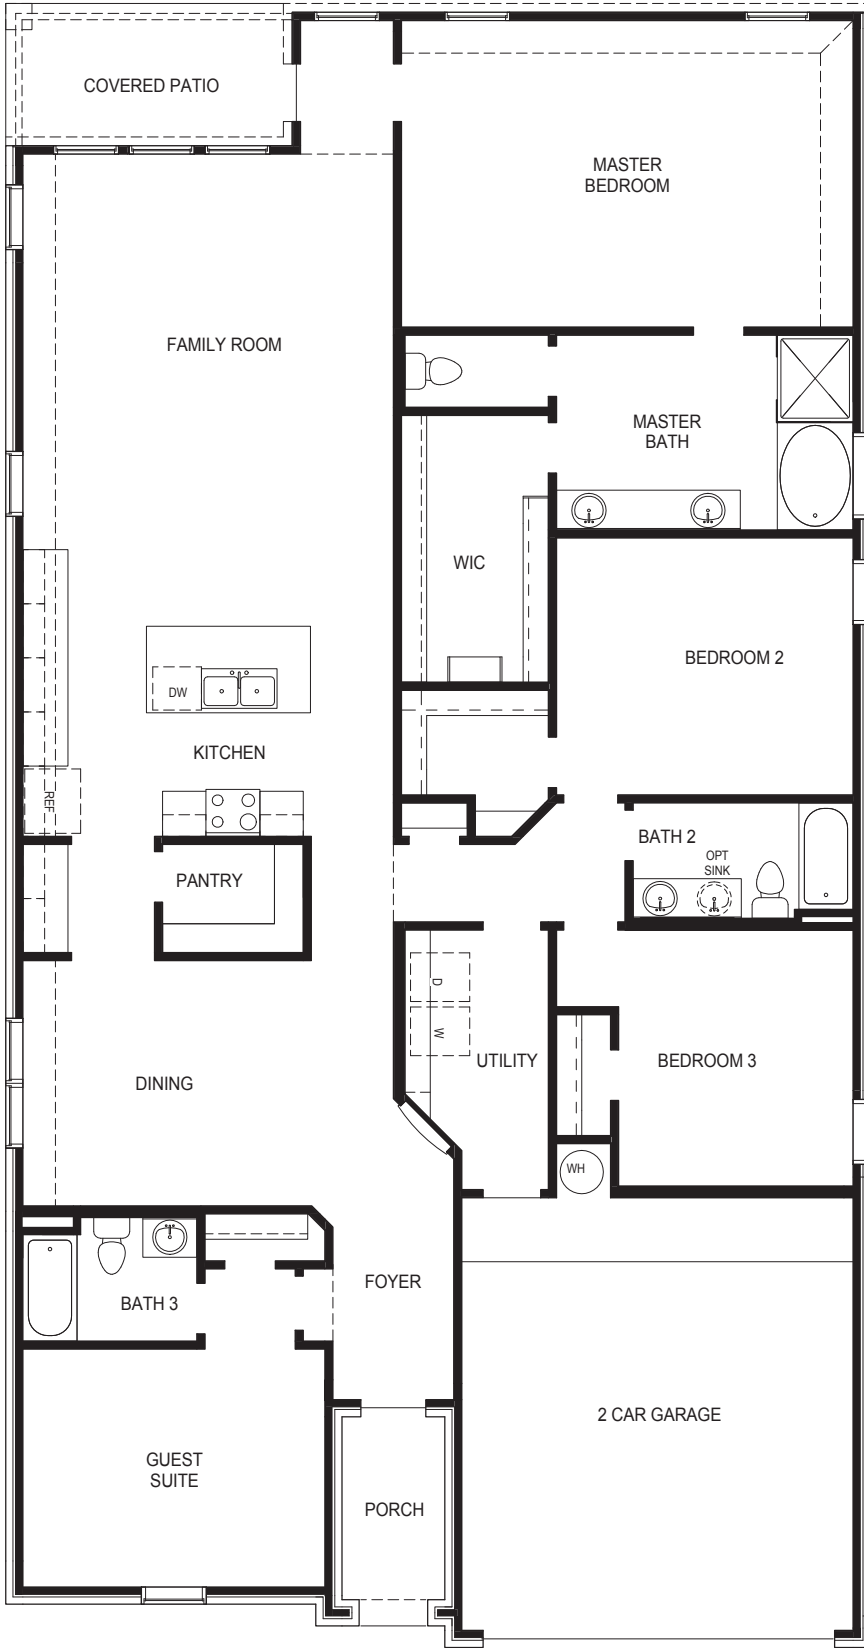 COVERED PATIO
MASTER
BEDROOM
FAMILY ROOM
MASTER
BATH
WIC
BEDROOM 2
DW
KITCHEN
REF
BATH 2
OPT
SINK
PANTRY
D
W
UTILITY
BEDROOM 3
DINING
WH
FOYER
BATH 3
2 CAR GARAGE
GUEST
SUITE
PORCH